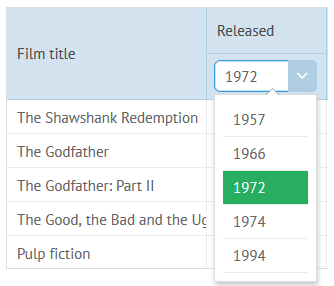 Released
Film title
1972
The Shawshank Redemption
1957
The Godfather
1966
The Godfather: Part II
1972
The Good, the Bad and the Ug
1974
Pulp fiction
1994